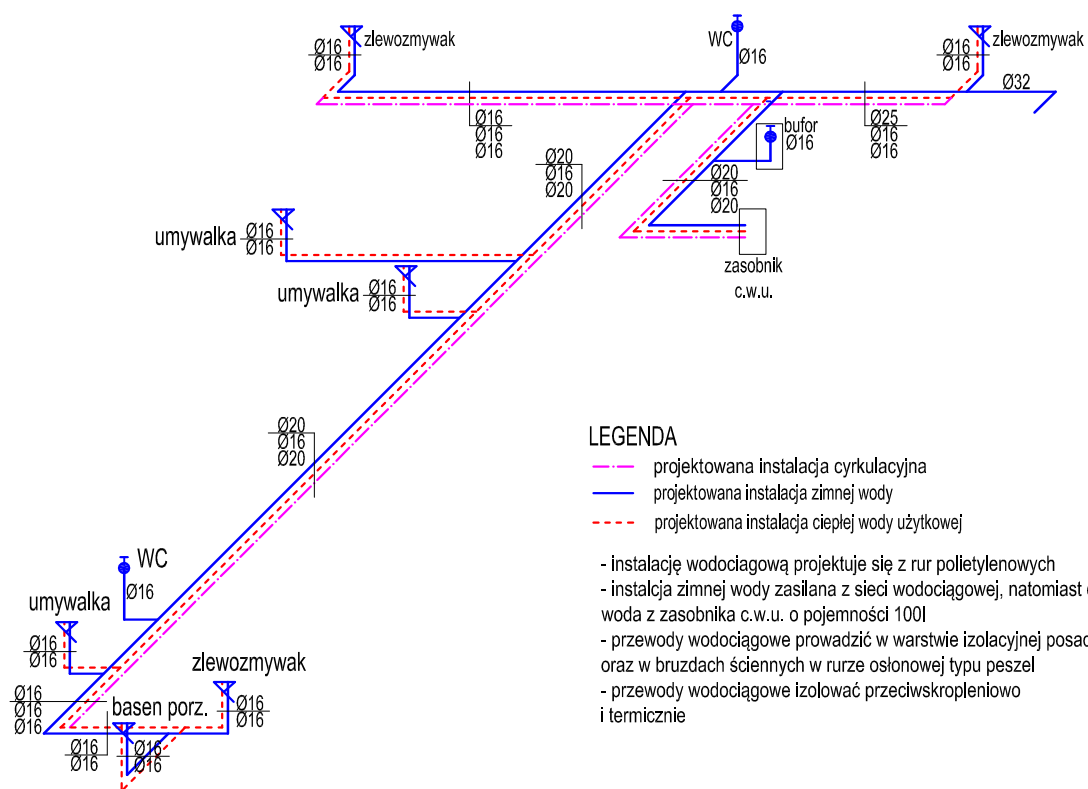 zlewozmywak
Ø16
Ø16
WC
Ø16
Ø16
Ø16
zlewozmywak
Ø32
Ø16
Ø16
Ø16
Ø25
Ø16
Ø16
bufor
Ø16
Ø20
Ø16
Ø20
Ø20
Ø16
Ø20
umywalka
Ø16
Ø16
zasobnik
c.w.u.
umywalka
Ø16
Ø16
Ø20
Ø16
Ø20
LEGENDA
projektowana instalacja cyrkulacyjna
projektowana instalacja zimnej wody
projektowana instalacja ciepłej wody użytkowej
- instalację wodociągową projektuje się z rur polietylenowych
- instalcja zimnej wody zasilana z sieci wodociągowej, natomiast
woda z zasobnika c.w.u. o pojemności 100l
- przewody wodociągowe prowadzić w warstwie izolacyjnej posad
oraz w bruzdach ściennych w rurze osłonowej typu peszel
- przewody wodociągowe izolować przeciwskropleniowo
i termicznie
WC
Ø16
umywalka
Ø16
Ø16
zlewozmywak
Ø16
Ø16
Ø16
Ø16
Ø16
basen porz.
Ø16
Ø16
Ø16
Ø16